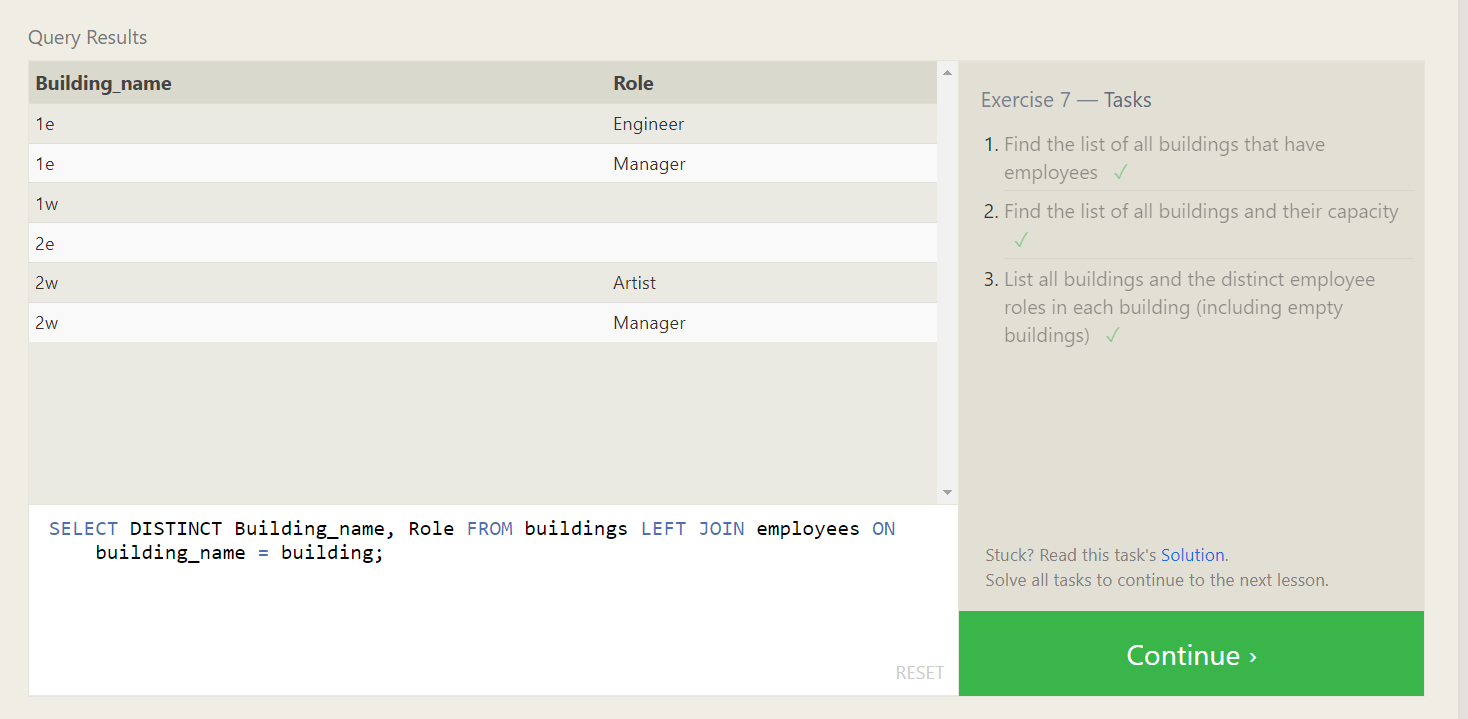 Query Results
Building_name Role
1e Engineer
1e Manager
1w
2e
2w Artist
2w Manager
SELECT DISTINCT Building_name, Role FROM buildings LEFT JOIN employees ON
building_name = building;
RESET
Exercise 7 — Tasks
1. Find the list of all buildings that have
employees ✓
2. Find the list of all buildings and their capacity
✓
3. List all buildings and the distinct employee
roles in each building (including empty
buildings) ✓
Stuck? Read this task's Solution.
Solve all tasks to continue to the next lesson.
Continue ›